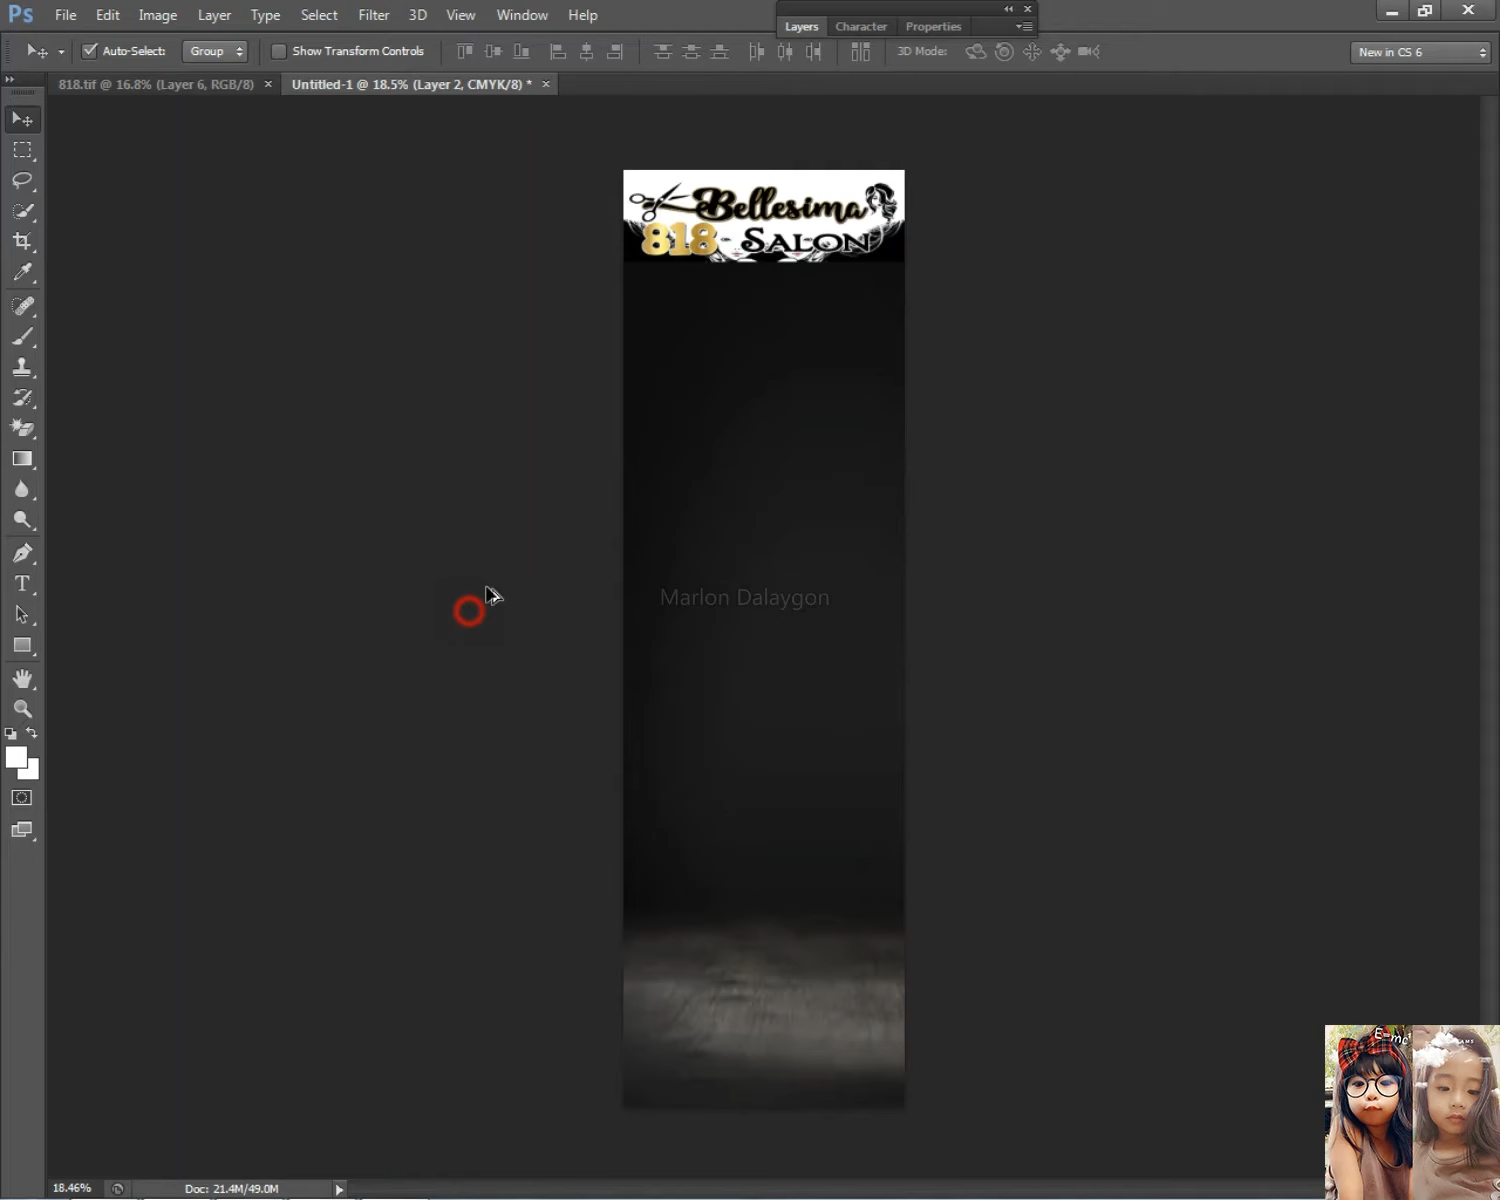 Ps File Edit Image Layer Type Select Filter 3D View Window Help
Layers Character Properties
Auto-Select: Group Show Transform Controls 3D Mode: New in CS 6
818.tif @ 16.8% (Layer 6, RGB/8) × Untitled-1 @ 18.5% (Layer 2, CMYK/8) * ×
Bellesima
818 Salon
Marlon Dalaygon
T
E=mc²
18.46% Doc: 21.4M/49.0M